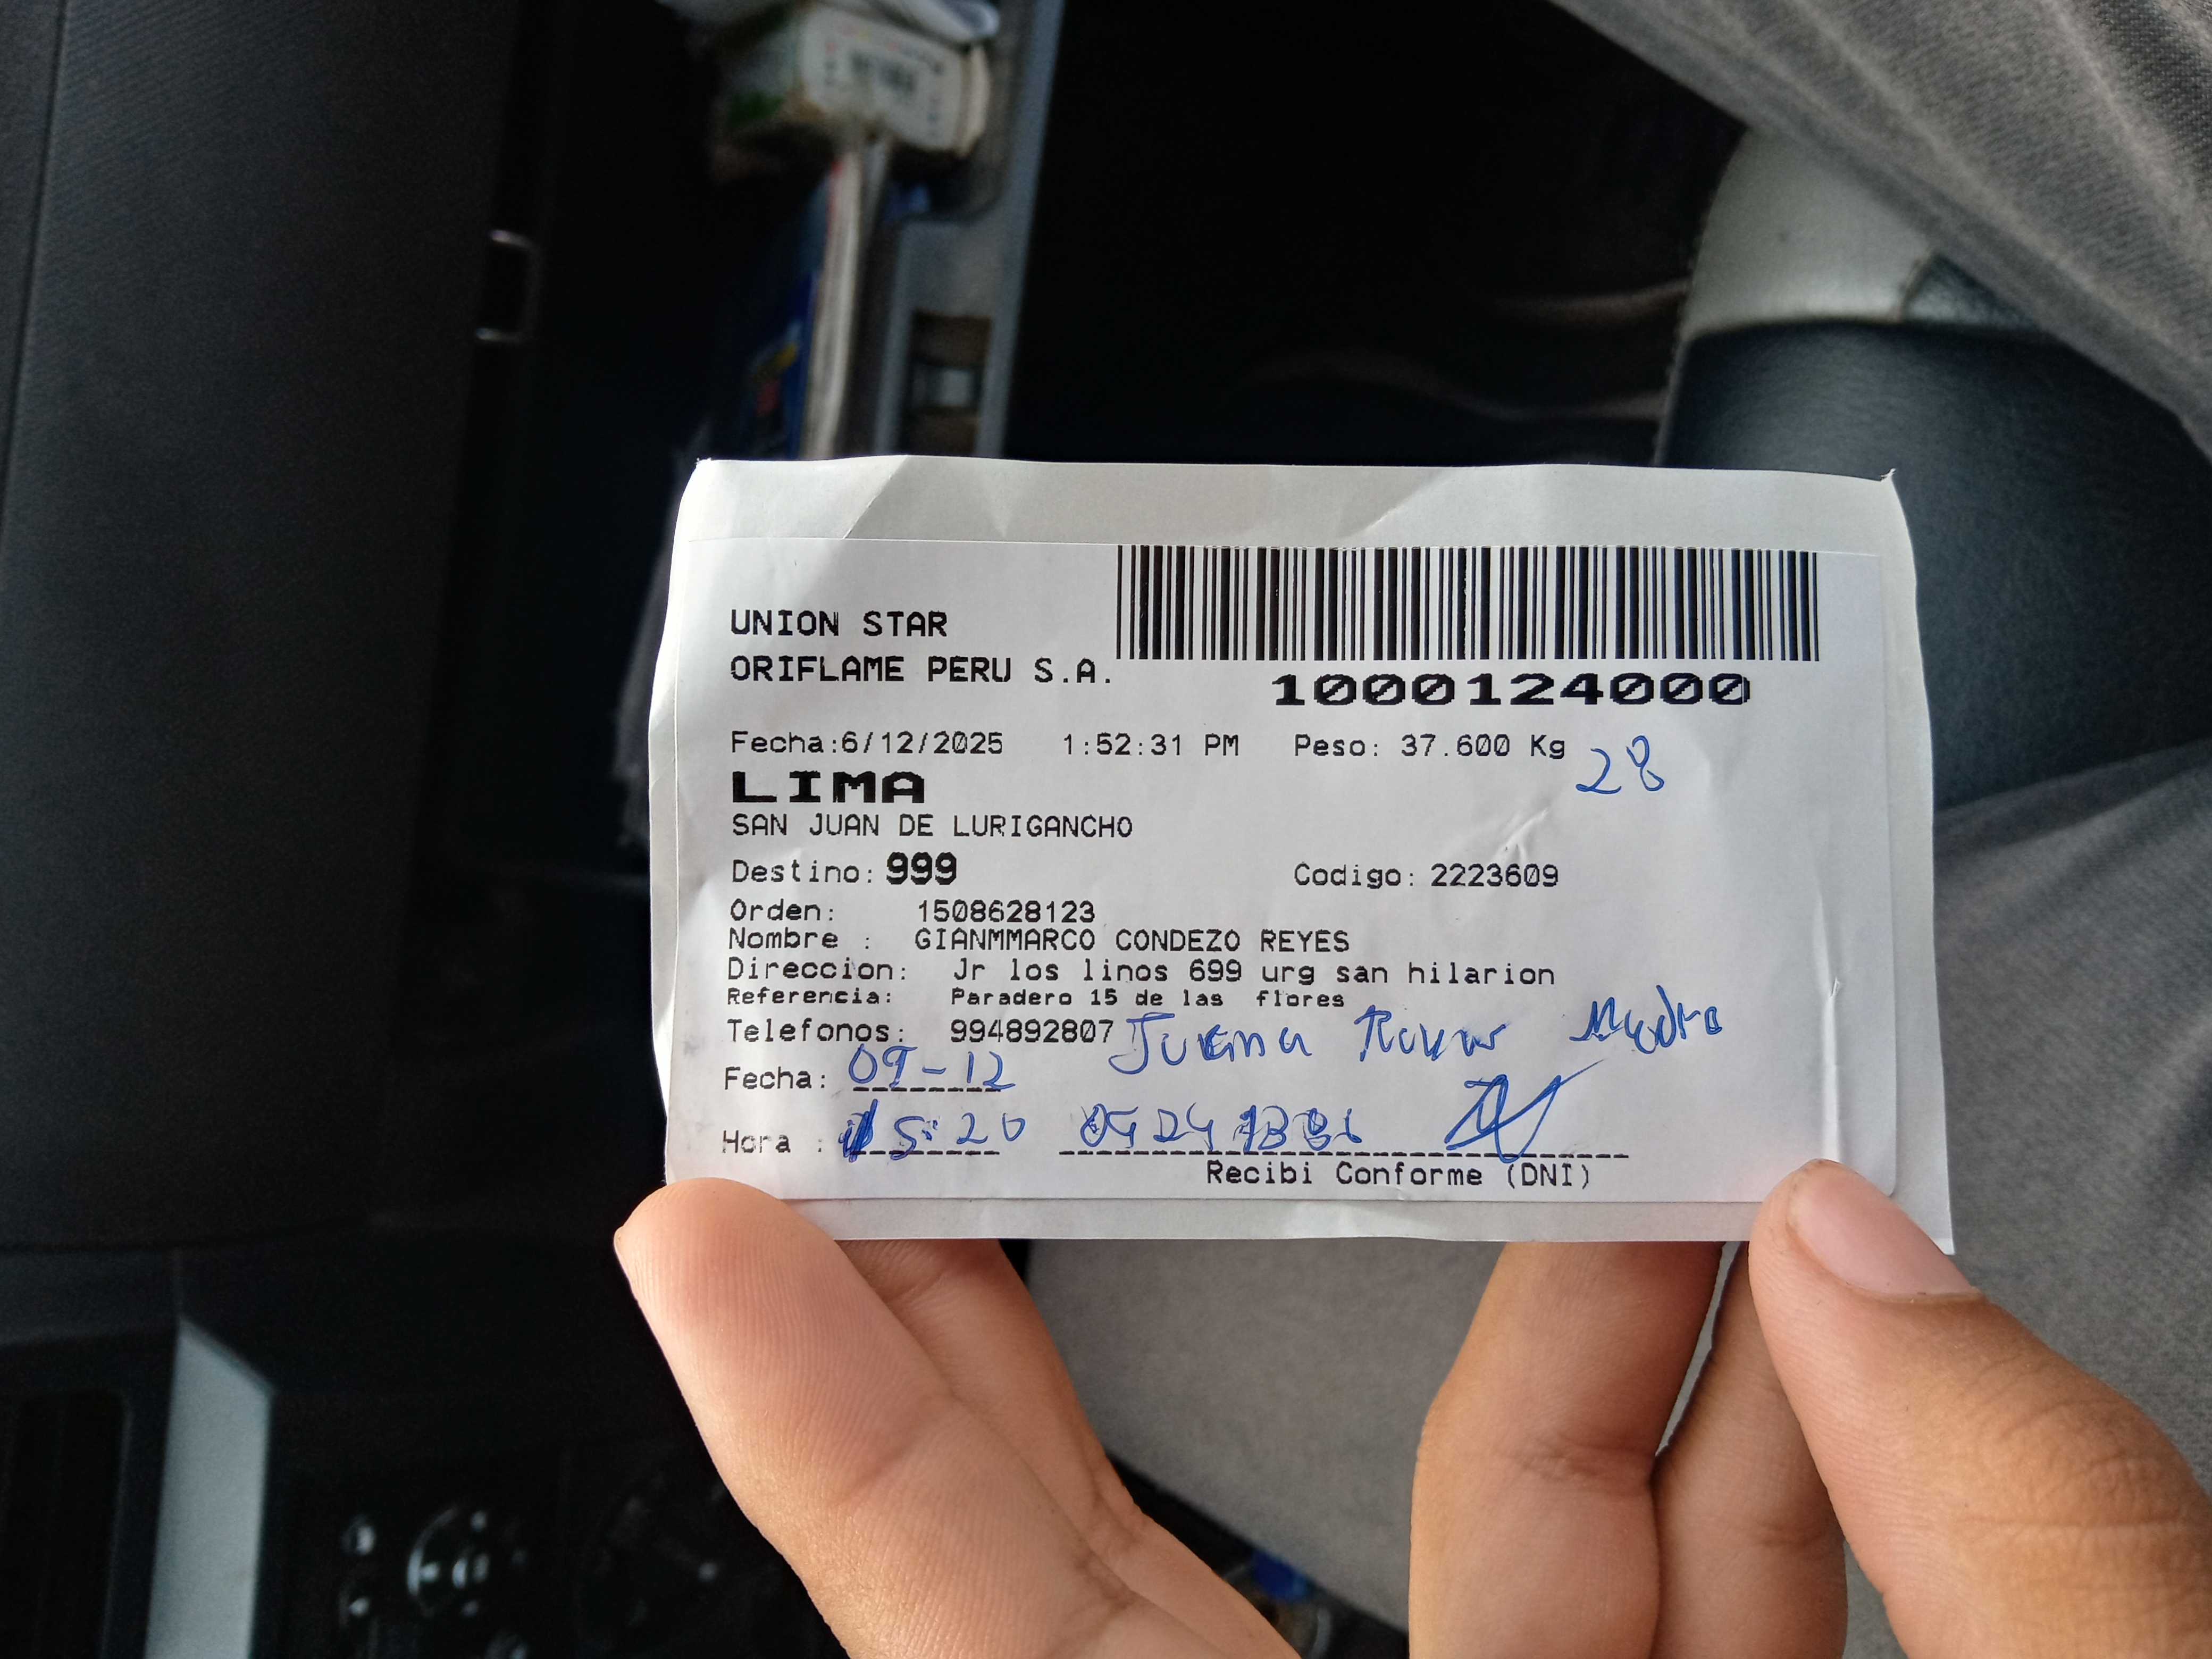 UNION STAR
ORIFLAME PERU S.A.
1000124000
Fecha:6/12/2025 1:52:31 PM Peso: 37.600 Kg
28
LIMA
SAN JUAN DE LURIGANCHO
Destino: 999 Codigo: 2223609
Orden: 1508628123
Nombre : GIANMMARCO CONDEZO REYES
Direccion: Jr los linos 699 urg san hilarion
Referencia: Paradero 15 de las flores
Telefonos: 994892807
Fecha: 09-12
Hora : 5:20
Recibi Conforme (DNI)